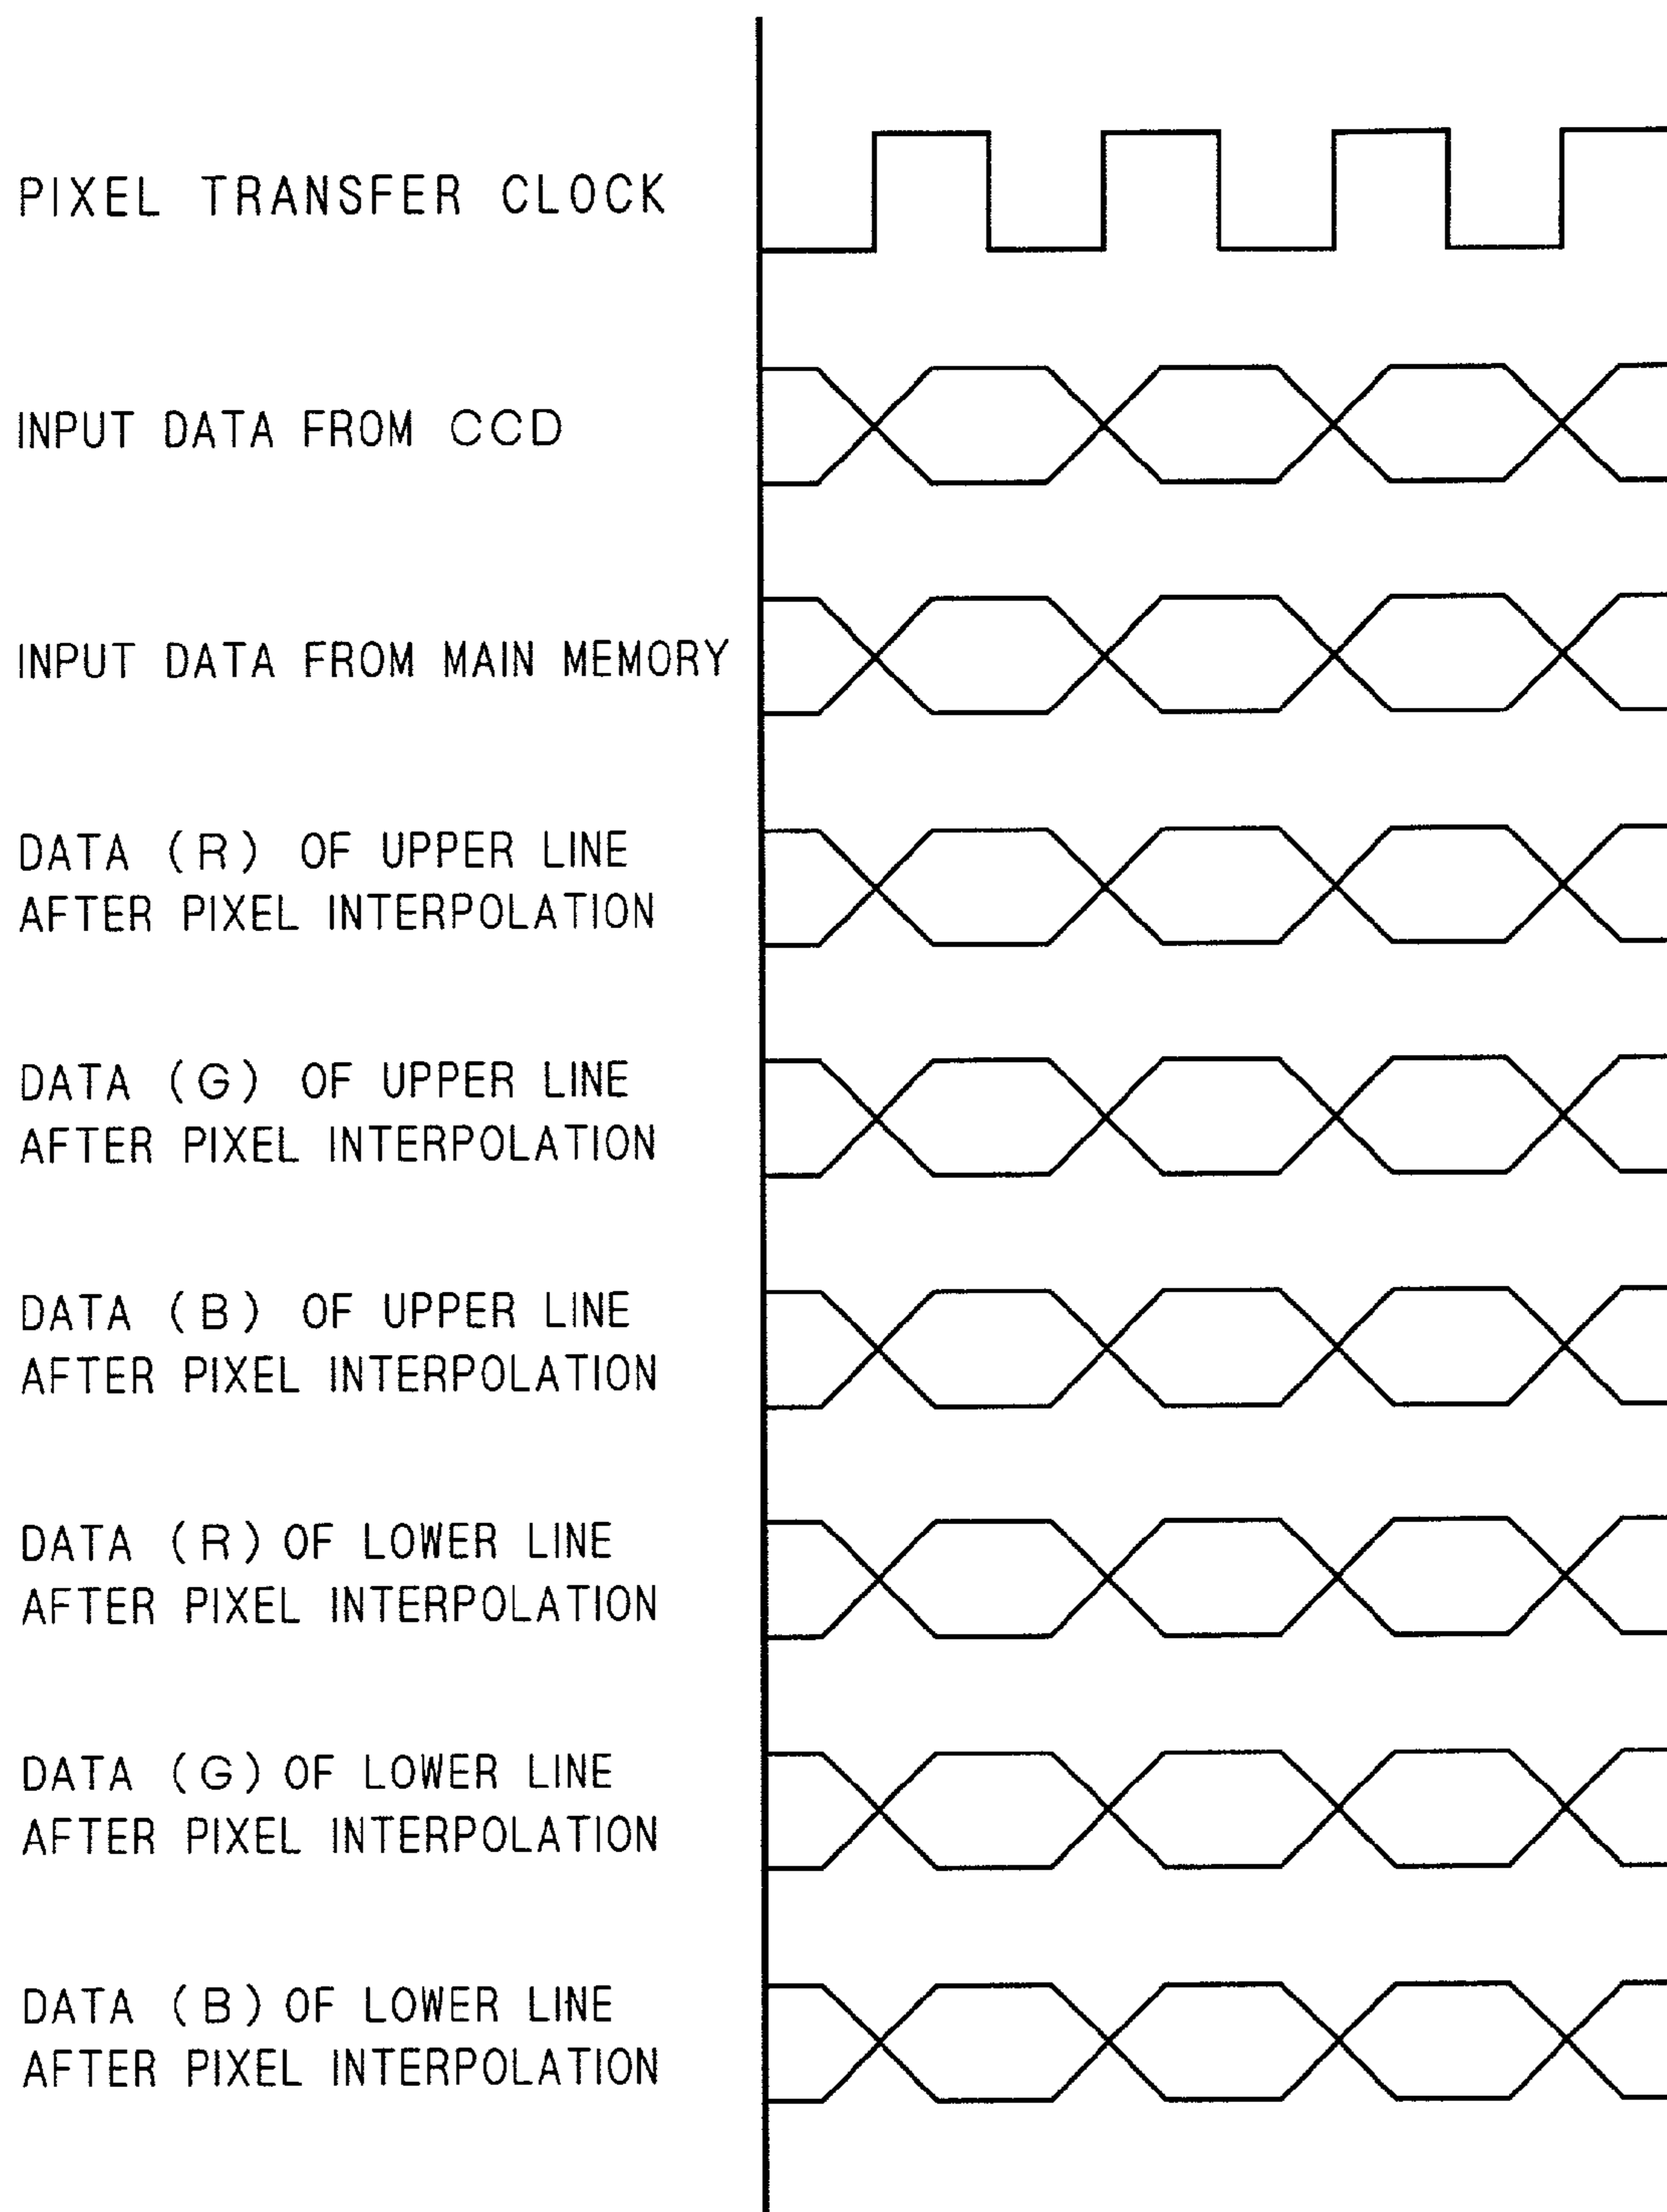 PIXEL TRANSFER CLOCK
INPUT DATA FROM CCD
INPUT DATA FROM MAIN MEMORY
DATA (R) OF UPPER LINE
AFTER PIXEL INTERPOLATION
DATA (G) OF UPPER LINE
AFTER PIXEL INTERPOLATION
DATA (B) OF UPPER LINE
AFTER PIXEL INTERPOLATION
DATA (R) OF LOWER LINE
AFTER PIXEL INTERPOLATION
DATA (G) OF LOWER LINE
AFTER PIXEL INTERPOLATION
DATA (B) OF LOWER LINE
AFTER PIXEL INTERPOLATION